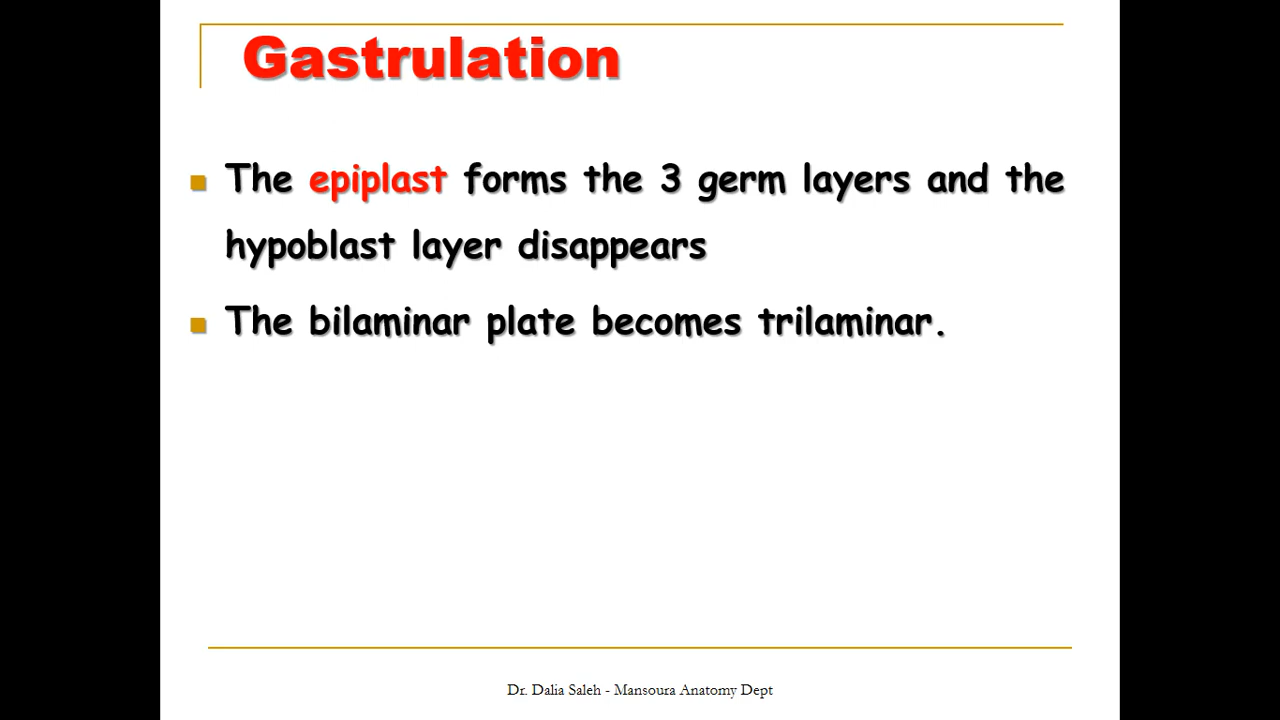 Gastrulation
The epiplast forms the 3 germ layers and the
hypoblast layer disappears
The bilaminar plate becomes trilaminar.
Dr. Dalia Saleh - Mansoura Anatomy Dept